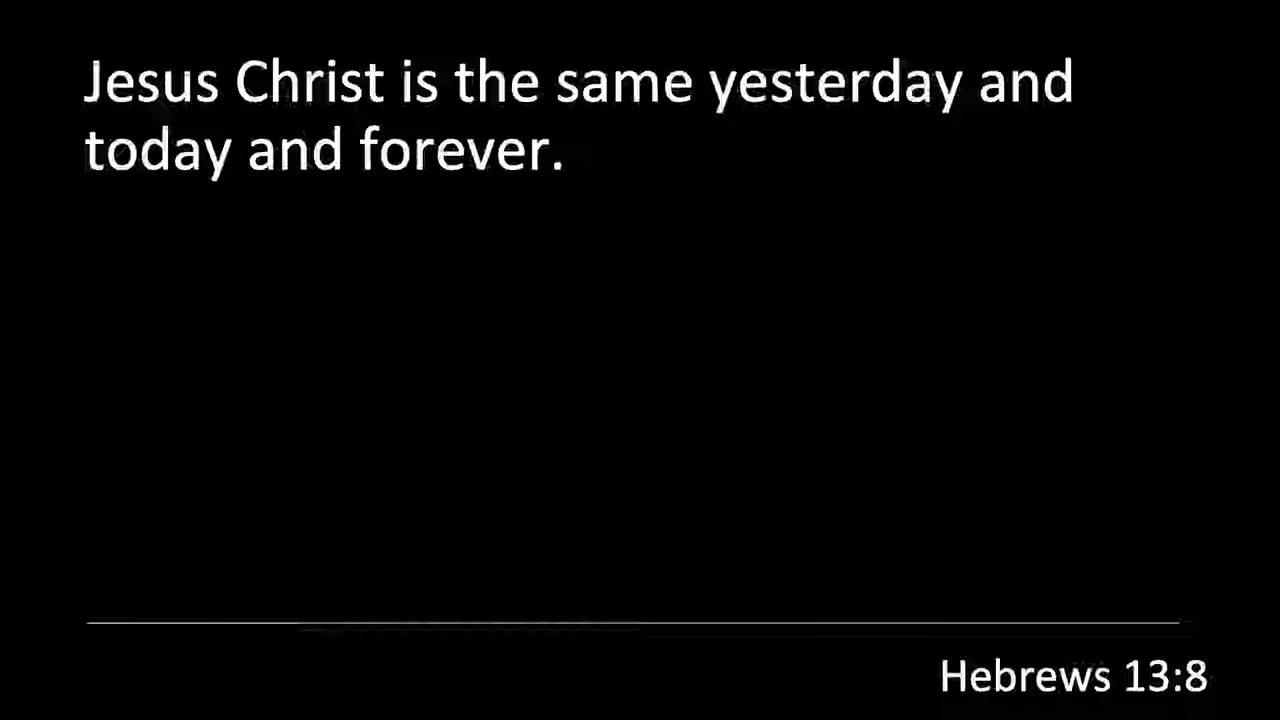 Jesus Christ is the same yesterday and
today and forever.
Hebrews 13:8